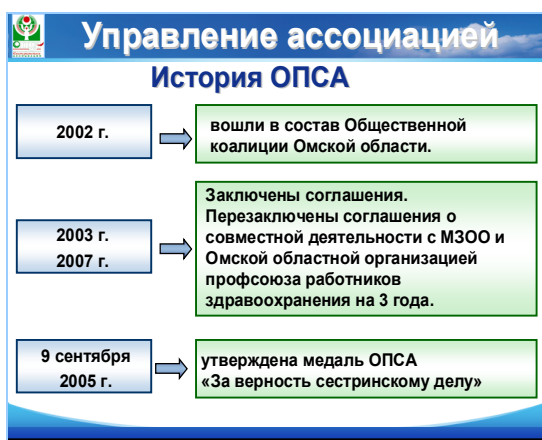 Управление ассоциацией
История ОПСА
2002 г.
вошли в состав Общественной
коалиции Омской области.
2003 г.
2007 г.
Заключены соглашения.
Перезаключены соглашения о
совместной деятельности с МЗОО и
Омской областной организацией
профсоюза работников
здравоохранения на 3 года.
9 сентября
2005 г.
утверждена медаль ОПСА
«За верность сестринскому делу»